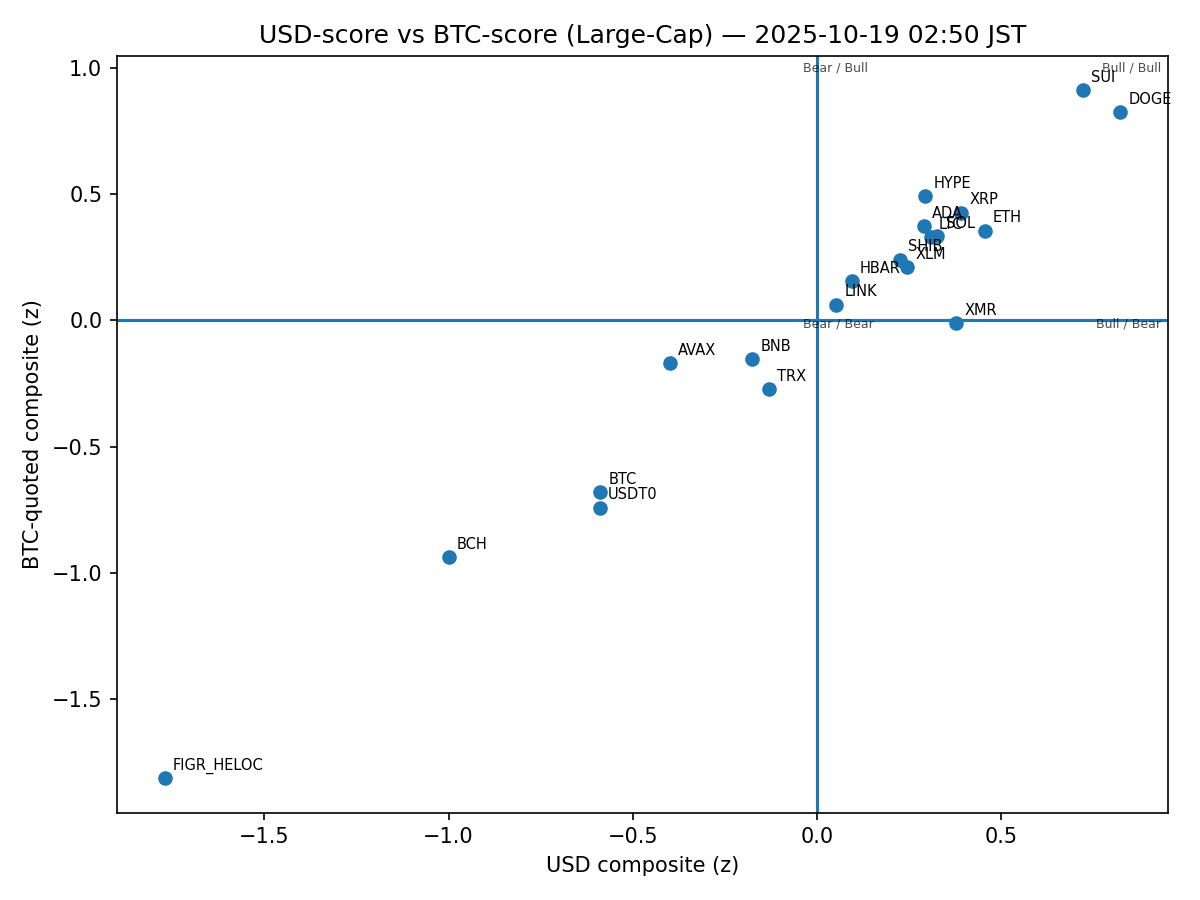 USD-score vs BTC-score (Large-Cap) — 2025-10-19 02:50 JST
1.0
0.5
0.0
−0.5
−1.0
−1.5
BTC-quoted composite (z)
Bear / Bull
Bull / Bull
SUI
DOGE
HYPE
XRP
ADA
LTC
SOL
ETH
SHIB
XLM
HBAR
LINK
XMR
Bear / Bear
Bull / Bear
BNB
AVAX
TRX
BTC
USDT0
BCH
FIGR_HELOC
−1.5
−1.0
−0.5
0.0
0.5
USD composite (z)